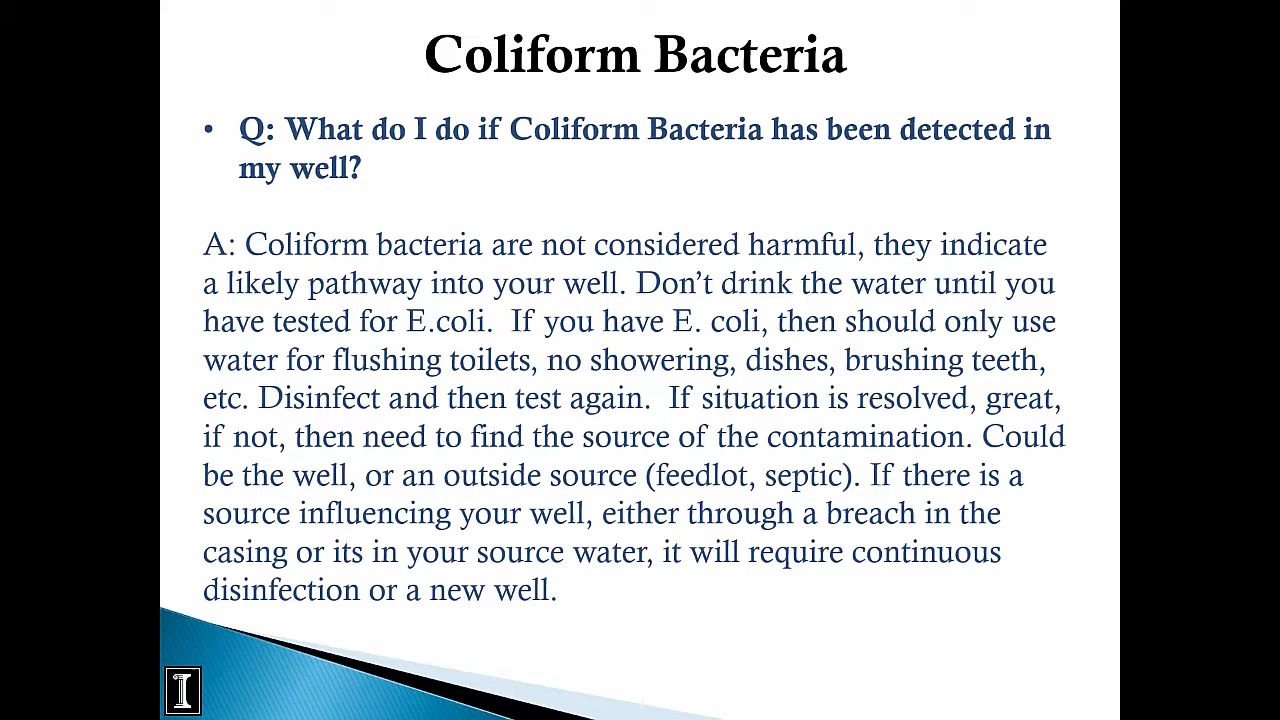 Coliform Bacteria
• Q: What do I do if Coliform Bacteria has been detected in
my well?
A: Coliform bacteria are not considered harmful, they indicate
a likely pathway into your well. Don’t drink the water until you
have tested for E.coli.  If you have E. coli, then should only use
water for flushing toilets, no showering, dishes, brushing teeth,
etc. Disinfect and then test again.  If situation is resolved, great,
if not, then need to find the source of the contamination. Could
be the well, or an outside source (feedlot, septic). If there is a
source influencing your well, either through a breach in the
casing or its in your source water, it will require continuous
disinfection or a new well.
I